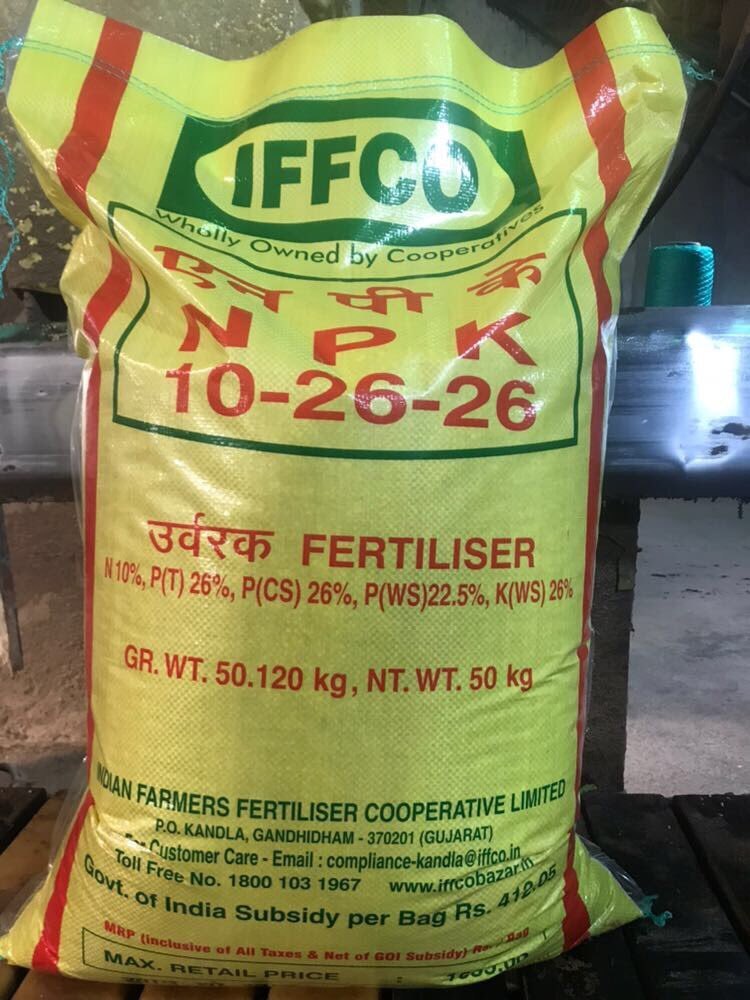 IFFCO
Wholly Owned by Cooperatives
एन पी के
N P K
10-26-26
उर्वरक FERTILISER
N 10%, P(T) 26%, P(CS) 26%, P(WS)22.5%, K(WS) 26%
GR. WT. 50.120 kg, NT. WT. 50 kg
INDIAN FARMERS FERTILISER COOPERATIVE LIMITED
P.O. KANDLA, GANDHIDHAM - 370201 (GUJARAT)
For Customer Care - Email : compliance-kandla@iffco.in
Toll Free No. 1800 103 1967 www.iffcobazar.in
Govt. of India Subsidy per Bag Rs. 412.05
MRP (Inclusive of All Taxes & Net of GOI Subsidy) Bag
MAX. RETAIL PRICE :